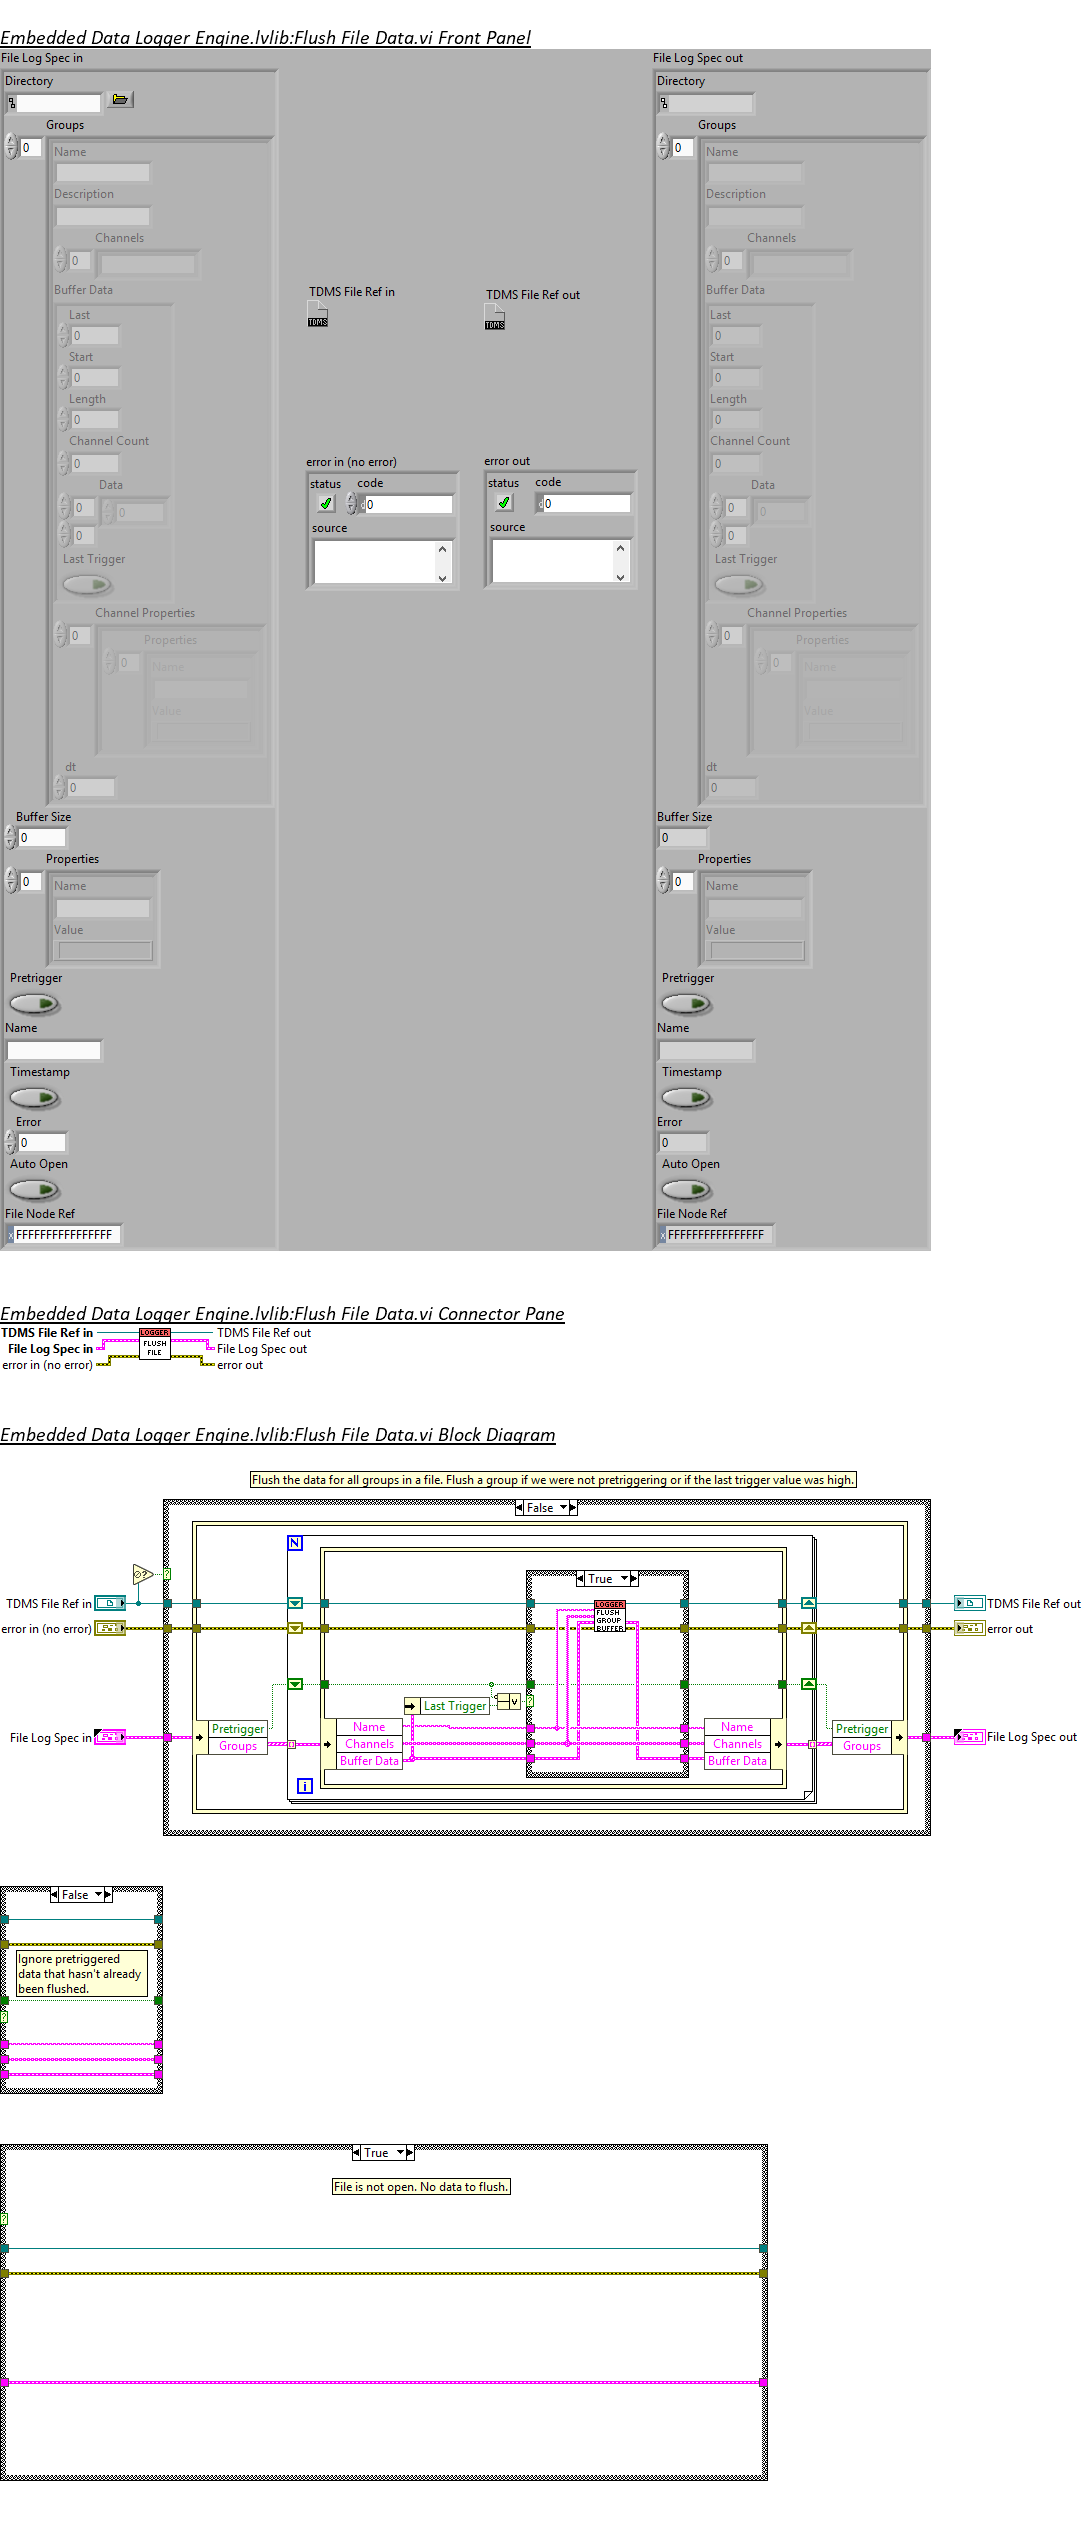 Embedded Data Logger Engine.lvlib:Flush File Data.vi Front Panel
File Log Spec in
Directory
Groups
0
Name
Description
Channels
0
Buffer Data
Last
0
Start
0
Length
0
Channel Count
0
Data
0
0
0
Last Trigger
Channel Properties
0
Properties
0
Name
Value
dt
0
Buffer Size
0
Properties
0
Name
Value
Pretrigger
Name
Timestamp
Error
0
Auto Open
File Node Ref
x FFFFFFFFFFFFFFFF
TDMS File Ref in
TDMS
TDMS File Ref out
TDMS
error in (no error)
status
code
d0
source
error out
status
code
d0
source
File Log Spec out
Directory
Groups
0
Name
Description
Channels
0
Buffer Data
Last
0
Start
0
Length
0
Channel Count
0
Data
0
0
0
Last Trigger
Channel Properties
0
Properties
0
Name
Value
dt
0
Buffer Size
0
Properties
0
Name
Value
Pretrigger
Name
Timestamp
Error
0
Auto Open
File Node Ref
x FFFFFFFFFFFFFFFF
Embedded Data Logger Engine.lvlib:Flush File Data.vi Connector Pane
TDMS File Ref in
File Log Spec in
error in (no error)
LOGGER
FLUSH
FILE
TDMS File Ref out
File Log Spec out
error out
Embedded Data Logger Engine.lvlib:Flush File Data.vi Block Diagram
Flush the data for all groups in a file. Flush a group if we were not pretriggering or if the last trigger value was high.
False
N
?
?
True
TDMS File Ref in
error in (no error)
LOGGER
FLUSH
GROUP
BUFFER
TDMS File Ref out
error out
Last Trigger
V
?
File Log Spec in
Pretrigger
Groups
Name
Channels
Buffer Data
Name
Channels
Buffer Data
Pretrigger
Groups
File Log Spec out
i
False
Ignore pretriggered
data that hasn't already
been flushed.
?
True
File is not open. No data to flush.
?